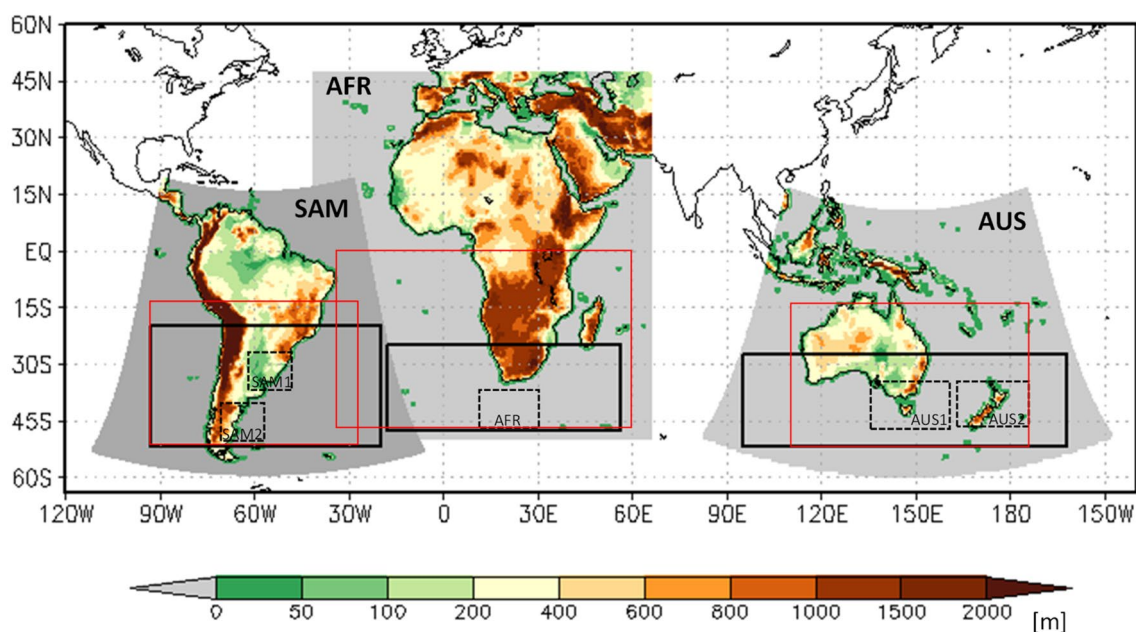 60N
45N
30N
15N
EQ
15S
30S
45S
60S
AFR
SAM
AUS
SAM1
SAM2
AFR
AUS1
AUS2
120W 90W 60W 30W 0 30E 60E 90E 120E 150E 180 150W
0 50 100 200 400 600 800 1000 1500 2000 [m]